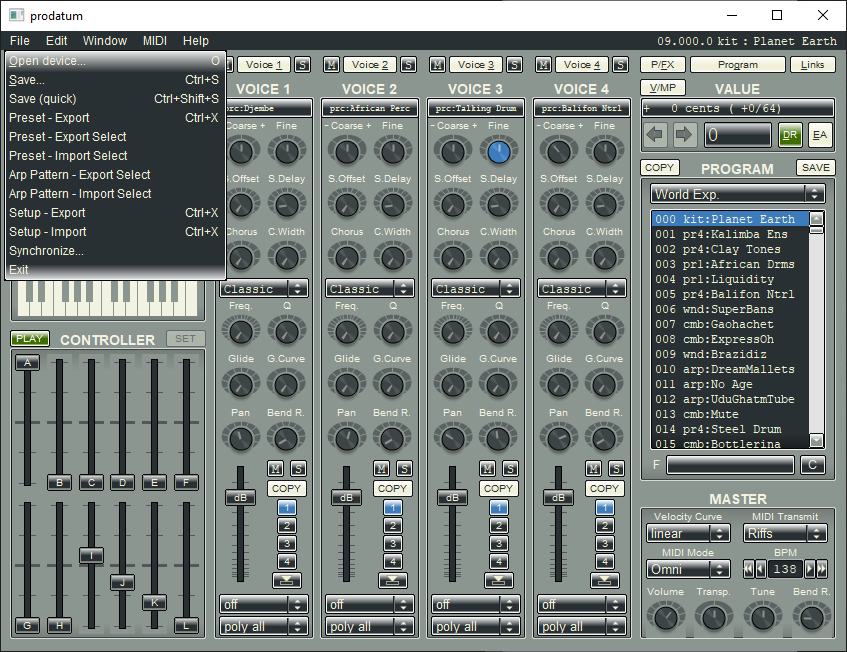 prodatum
File Edit Window MIDI Help 09.000.0 kit:Planet Earth
Open device... O
Save... Ctrl+S
Save (quick) Ctrl+Shift+S
Preset - Export Ctrl+X
Preset - Export Select
Preset - Import Select
Arp Pattern - Export Select
Arp Pattern - Import Select
Setup - Export Ctrl+X
Setup - Import Ctrl+X
Synchronize...
Exit
PLAY CONTROLLER SET
A
B C D E F
I
J
K
G H L
Voice 1 S M Voice 2 S M Voice 3 S M Voice 4 S
VOICE 1 VOICE 2 VOICE 3 VOICE 4
prc:Djembe prc:African Perc prc:Talking Drum prc:Balifon Ntrl
Coarse + Fine - Coarse + Fine - Coarse + Fine - Coarse + Fine
S.Offset S.Delay S.Offset S.Delay S.Offset S.Delay S.Offset S.Delay
Chorus C.Width Chorus C.Width Chorus C.Width Chorus C.Width
Classic Classic Classic Classic
Freq. Q Freq. Q Freq. Q Freq. Q
Glide G.Curve Glide G.Curve Glide G.Curve Glide G.Curve
Pan Bend R. Pan Bend R. Pan Bend R. Pan Bend R.
M S M S M S M S
COPY COPY COPY COPY
dB dB dB dB
1 1 1 1
2 2 2 2
3 3 3 3
4 4 4 4
off off off off
poly all poly all poly all poly all
P/FX Program Links
V/MP VALUE
+ 0 cents ( +0/64)
0 DR EA
COPY PROGRAM SAVE
World Exp.
000 kit:Planet Earth
001 pr4:Kalimba Ens
002 pr4:Clay Tones
003 pr1:African Drms
004 pr1:Liquidity
005 pr4:Balifon Ntrl
006 wnd:SuperBans
007 cmb:Gaohachet
008 cmb:ExpressOh
009 wnd:Brazidiz
010 arp:DreamMallets
011 arp:No Age
012 arp:UduGhatmTube
013 cmb:Mute
014 pr4:Steel Drum
015 cmb:Bottlerina
F C
MASTER
Velocity Curve MIDI Transmit
linear Riffs
MIDI Mode BPM
Omni 138
Volume Transp. Tune Bend R.